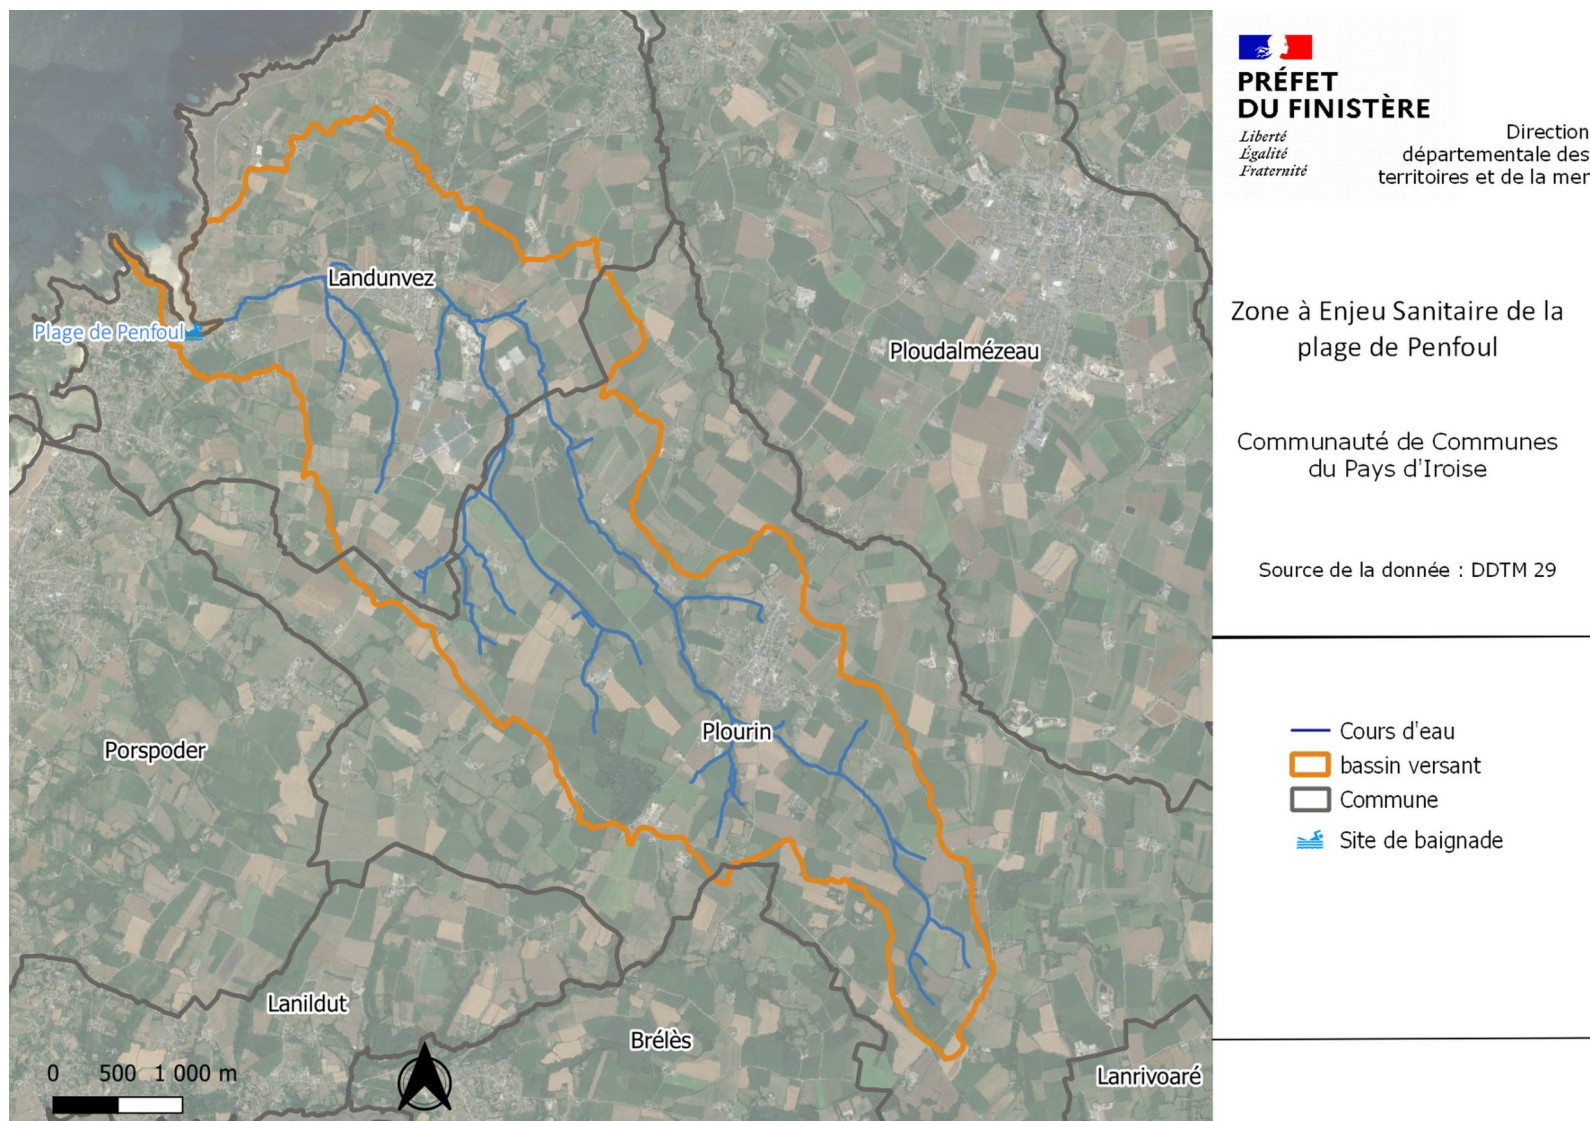 PRÉFET
DU FINISTÈRE
Liberté
Égalité
Fraternité
Direction
départementale des
territoires et de la mer
Zone à Enjeu Sanitaire de la
plage de Penfoul
Communauté de Communes
du Pays d'Iroise
Source de la donnée : DDTM 29
Cours d'eau
bassin versant
Commune
Site de baignade
Landunvez
Plage de Penfoul
Ploudalmézeau
Plourin
Porspoder
Lanildut
Brélès
Lanrivoaré
0 500 1 000 m